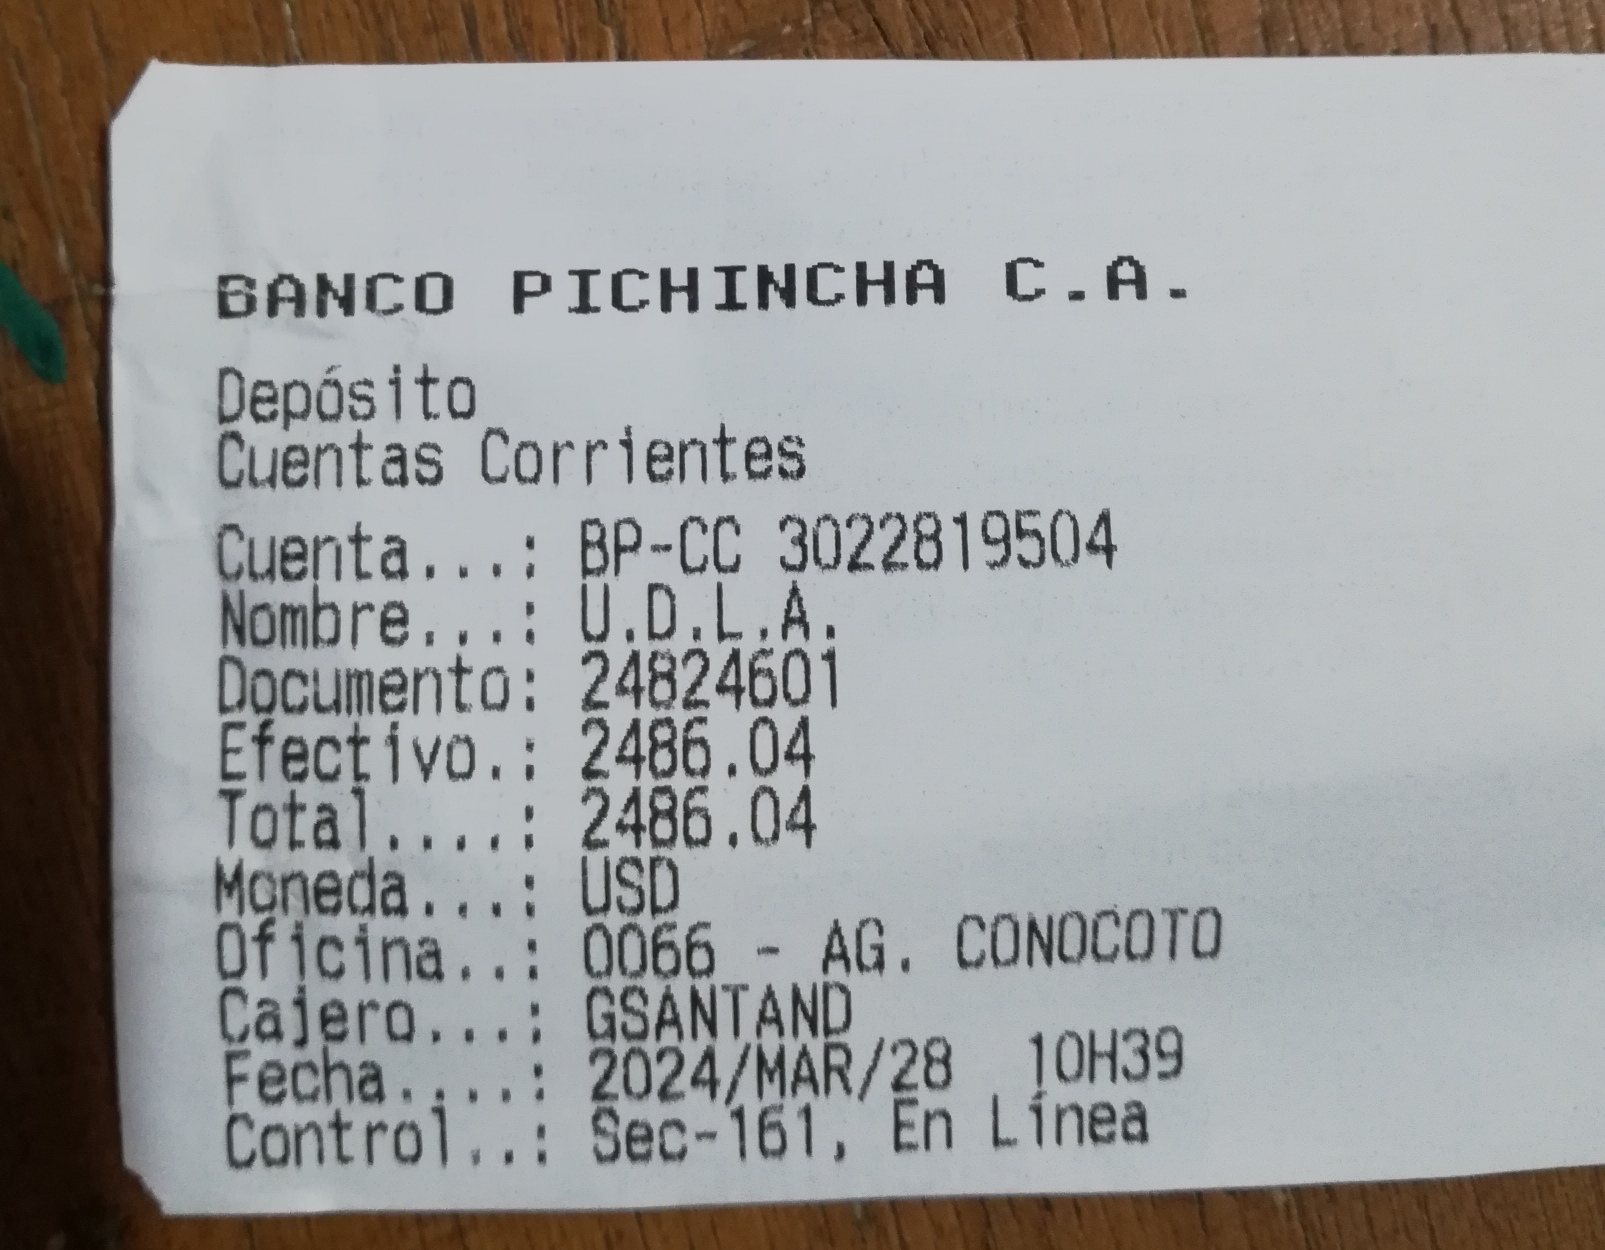 BANCO PICHINCHA C.A.
Depósito
Cuentas Corrientes
Cuenta...: BP-CC 3022819504
Nombre...: U.D.L.A.
Documento: 24824601
Efectivo.: 2486.04
Total....: 2486.04
Moneda...: USD
Oficina..: 0066 - AG. CONOCOTO
Cajero...: GSANTAND
Fecha....: 2024/MAR/28 10H39
Control..: Sec-161, En Línea